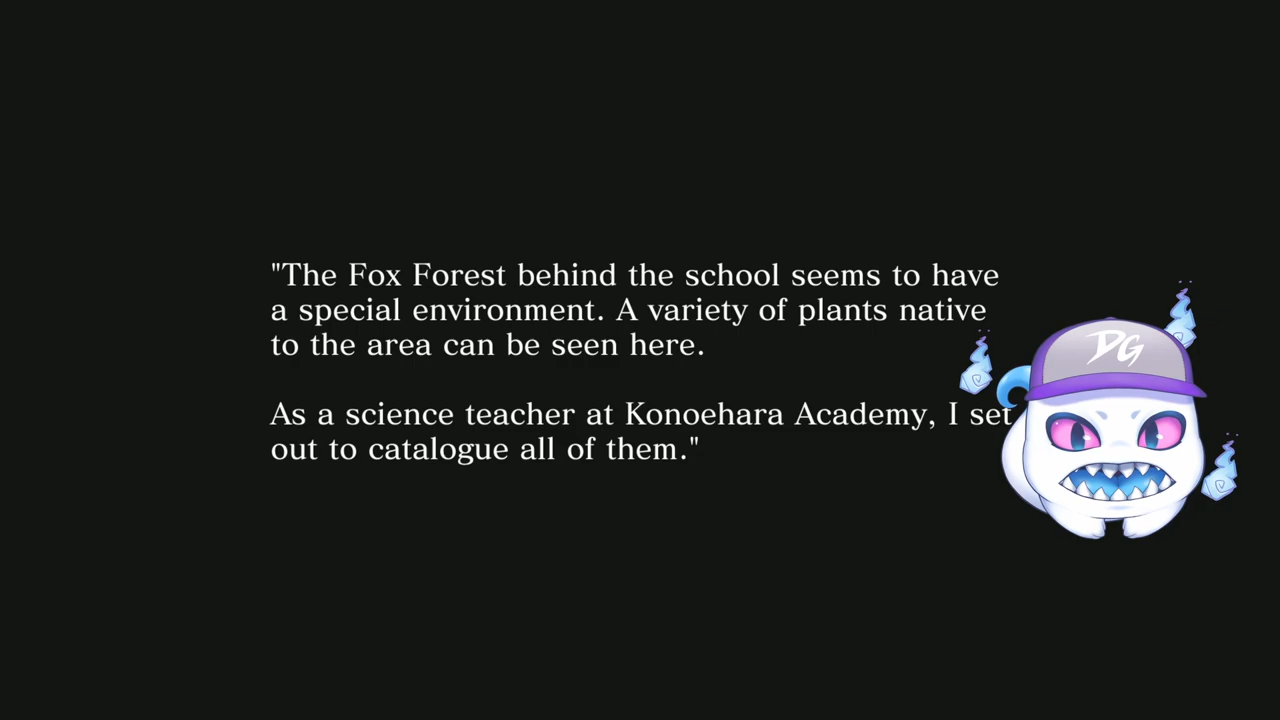 "The Fox Forest behind the school seems to have
a special environment. A variety of plants native
to the area can be seen here.
DG
As a science teacher at Konoehara Academy, I set
out to catalogue all of them."